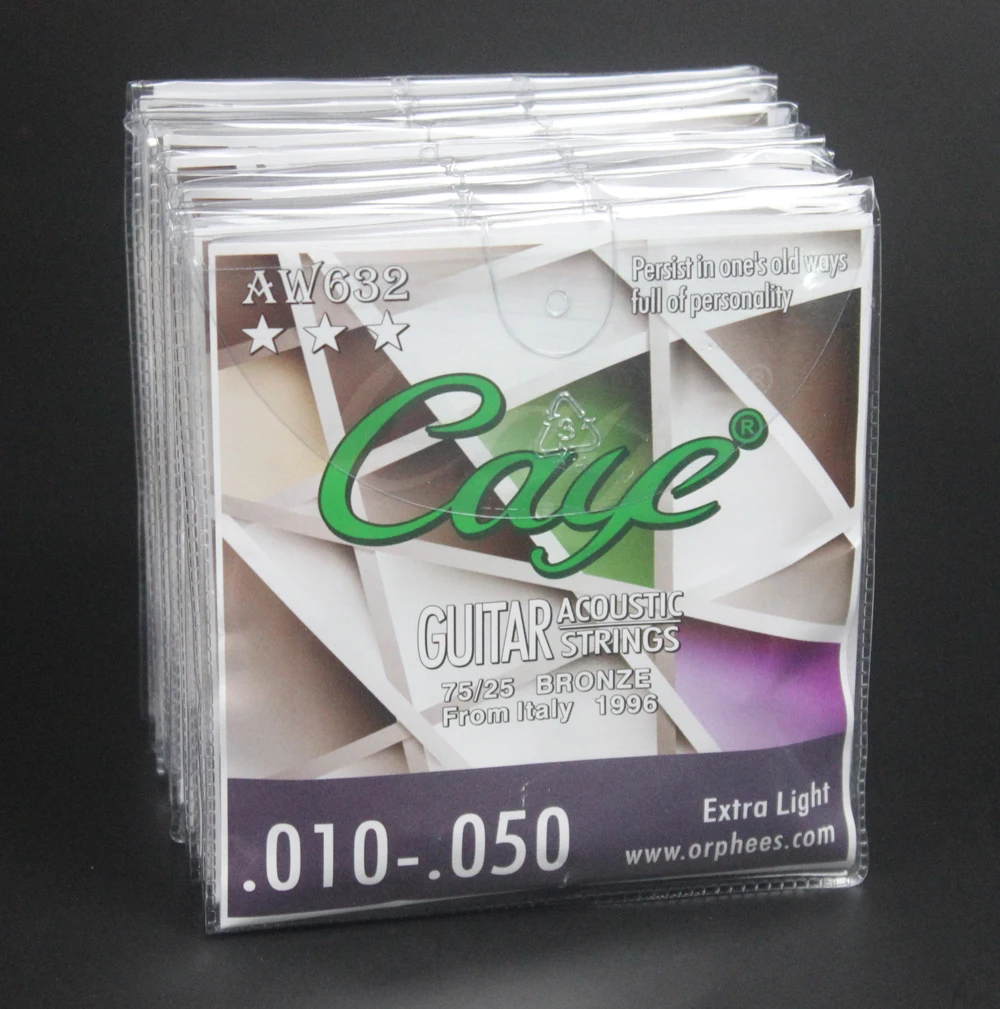 AW632
Persist in one's old ways
full of personality
Caye®
3
GUITAR ACOUSTIC
STRINGS
75/25 BRONZE
From Italy 1996
.010-.050
Extra Light
www.orphees.com